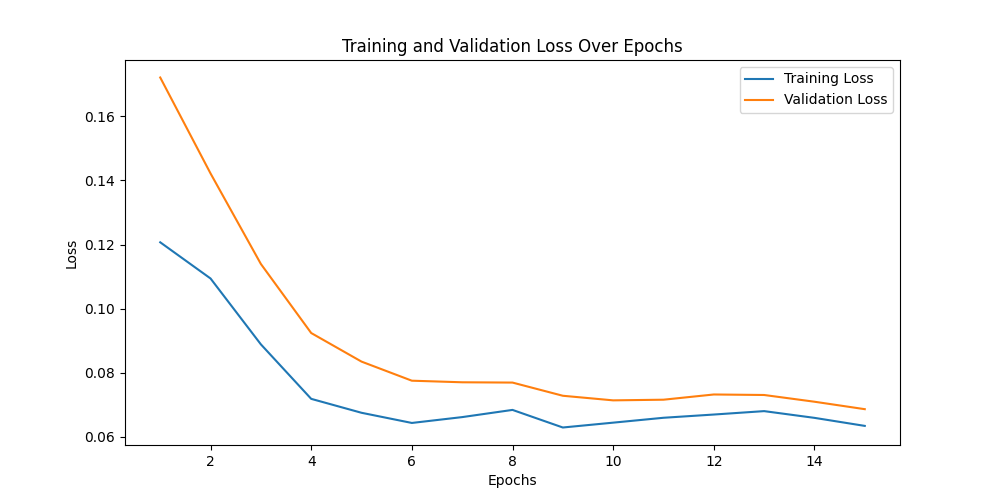 Training and Validation Loss Over Epochs
Training Loss
Validation Loss
0.16
0.14
0.12
0.10
0.08
0.06
Loss
2 4 6 8 10 12 14
Epochs